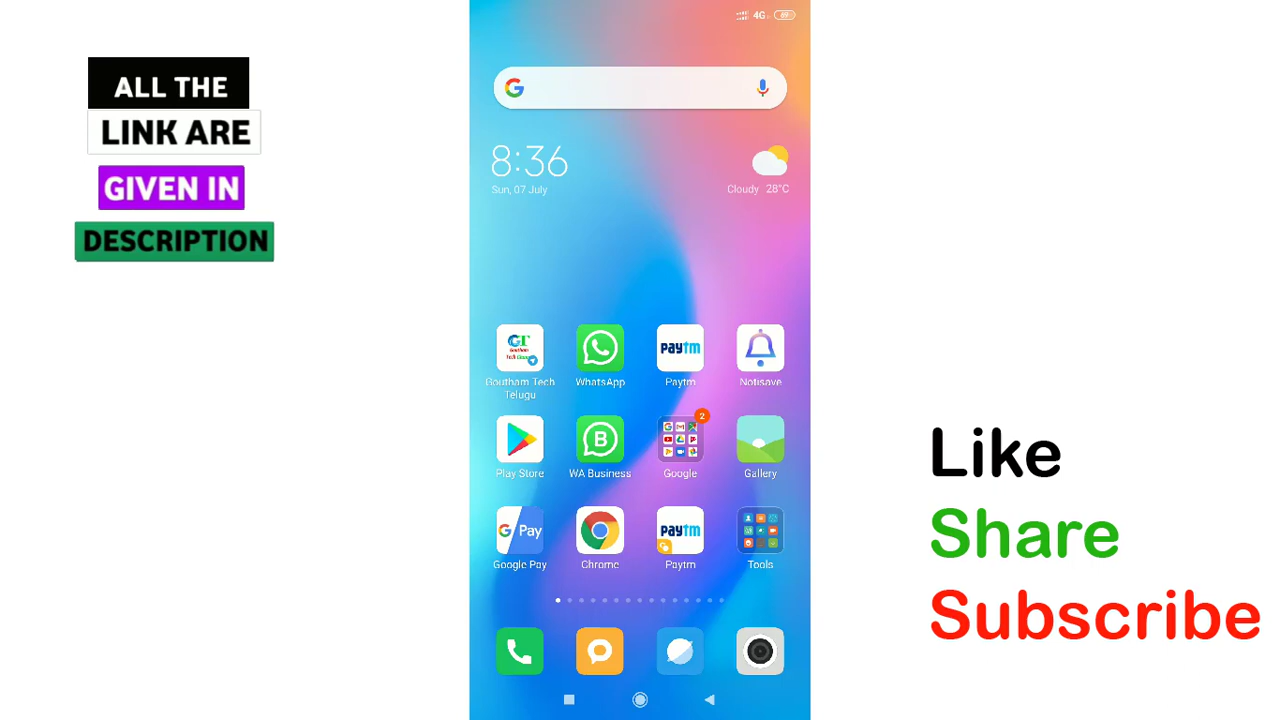 ALL THE
LINK ARE
GIVEN IN
DESCRIPTION
4G
69
8:36
Sun, 07 July
Cloudy 28°C
GT
Goutham Tech Telugu
WhatsApp
paytm
Paytm
Notisave
Play Store
B
WA Business
2
Google
Gallery
G Pay
Google Pay
Chrome
paytm
Paytm
Tools
Like
Share
Subscribe